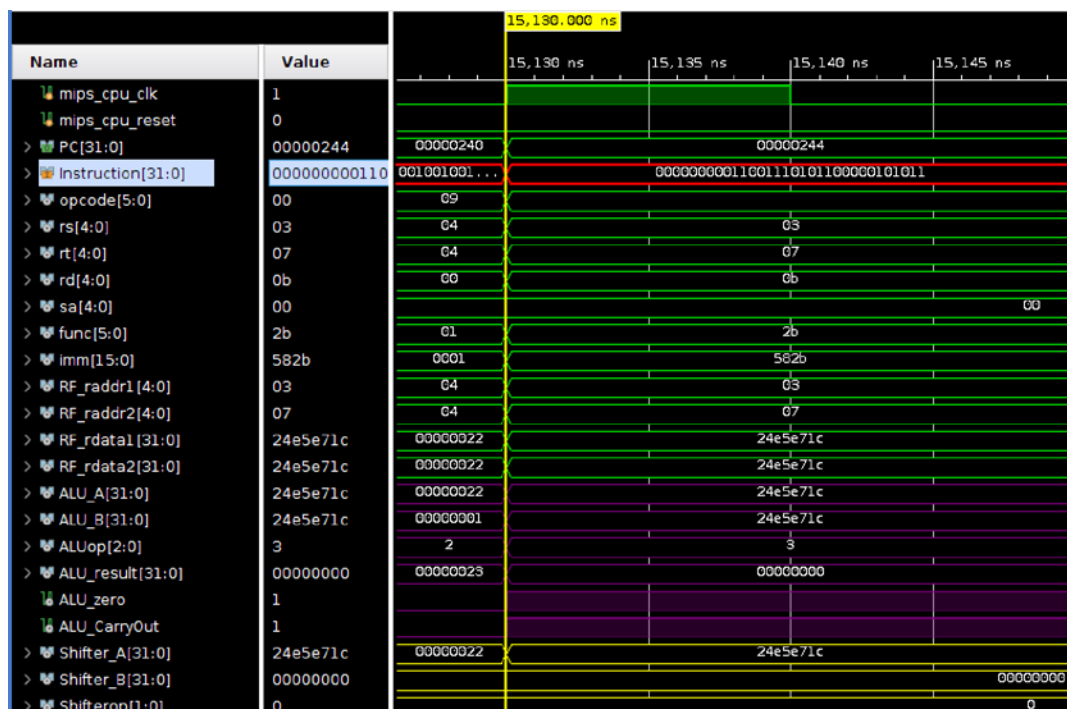 15,130.000 ns
Name Value 15,130 ns 15,135 ns 15,140 ns 15,145 ns
mips_cpu_clk 1
mips_cpu_reset 0
PC[31:0] 00000244 00000240 00000244
Instruction[31:0] 000000000110 001001001... 00000000011001110101100000101011
opcode[5:0] 00 09
rs[4:0] 03 04 03
rt[4:0] 07 04 07
rd[4:0] 0b 00 0b
sa[4:0] 00 00
func[5:0] 2b 01 2b
imm[15:0] 582b 0001 582b
RF_raddr1[4:0] 03 04 03
RF_raddr2[4:0] 07 04 07
RF_rdata1[31:0] 24e5e71c 00000022 24e5e71c
RF_rdata2[31:0] 24e5e71c 00000022 24e5e71c
ALU_A[31:0] 24e5e71c 00000022 24e5e71c
ALU_B[31:0] 24e5e71c 00000001 24e5e71c
ALUop[2:0] 3 2 3
ALU_result[31:0] 00000000 00000023 00000000
ALU_zero 1
ALU_CarryOut 1
Shifter_A[31:0] 24e5e71c 00000022 24e5e71c
Shifter_B[31:0] 00000000 00000000
Shifterop[1:0] 0 0